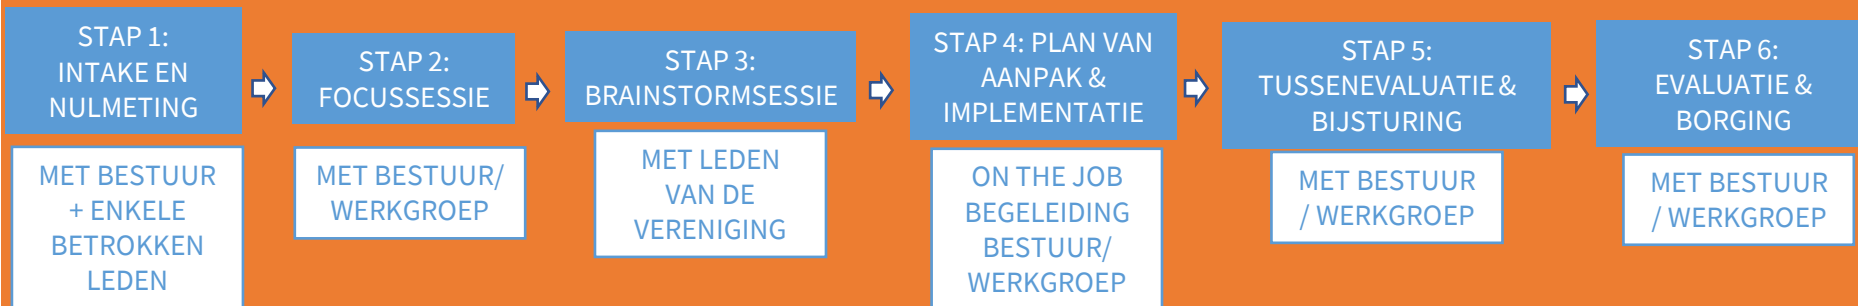 STAP 1:
INTAKE EN
NULMETING
MET BESTUUR
+ ENKELE
BETROKKEN
LEDEN
STAP 2:
FOCUSSESSIE
MET BESTUUR/
WERKGROEP
STAP 3:
BRAINSTORMSESSIE
MET LEDEN
VAN DE
VERENIGING
STAP 4: PLAN VAN
AANPAK &
IMPLEMENTATIE
ON THE JOB
BEGELEIDING
BESTUUR/
WERKGROEP
STAP 5:
TUSSENEVALUATIE &
BIJSTURING
MET BESTUUR
/ WERKGROEP
STAP 6:
EVALUATIE &
BORGING
MET BESTUUR
/ WERKGROEP